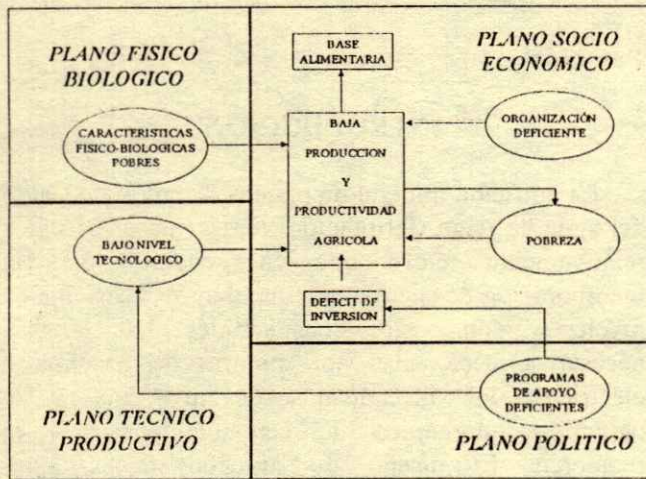 PLANO FISICO
BIOLOGICO
BASE
ALIMENTARIA
PLANO SOCIO
ECONOMICO
CARACTERISTICAS
FISICO-BIOLOGICAS
POBRES
BAJA
PRODUCCION
Y
PRODUCTIVIDAD
AGRICOLA
ORGANIZACIÓN
DEFICIENTE
BAJO NIVEL
TECNOLOGICO
POBREZA
DEFICIT DE
INVERSION
PROGRAMAS
DE APOYO
DEFICIENTES
PLANO TECNICO
PRODUCTIVO
PLANO POLITICO